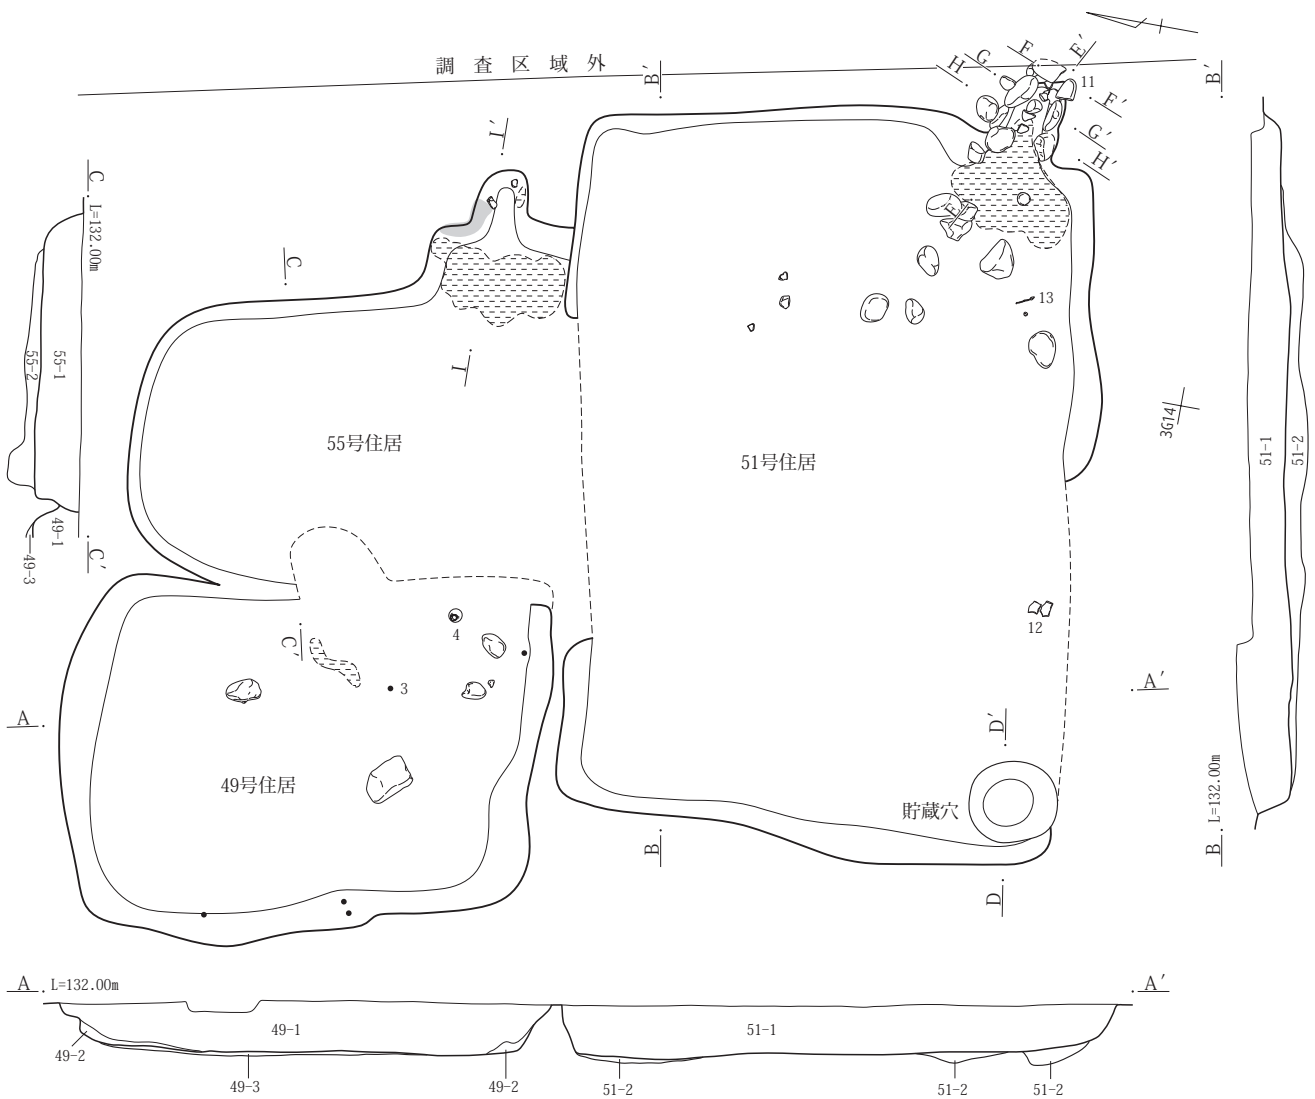 調査区域外
B′
H
G
F
E′
11
F′
G′
H′
B′
I′
C
L=132.00m
C
E
13
I
3G14
55-2
55-1
55号住居
51号住居
51-1
51-2
49-1
49-3
C′
C′
4
3
12
A
A′
D′
49号住居
貯蔵穴
B
D
B
L=132.00m
A
L=132.00m
A′
49-1
51-1
49-2
49-3
49-2
51-2
51-2
51-2